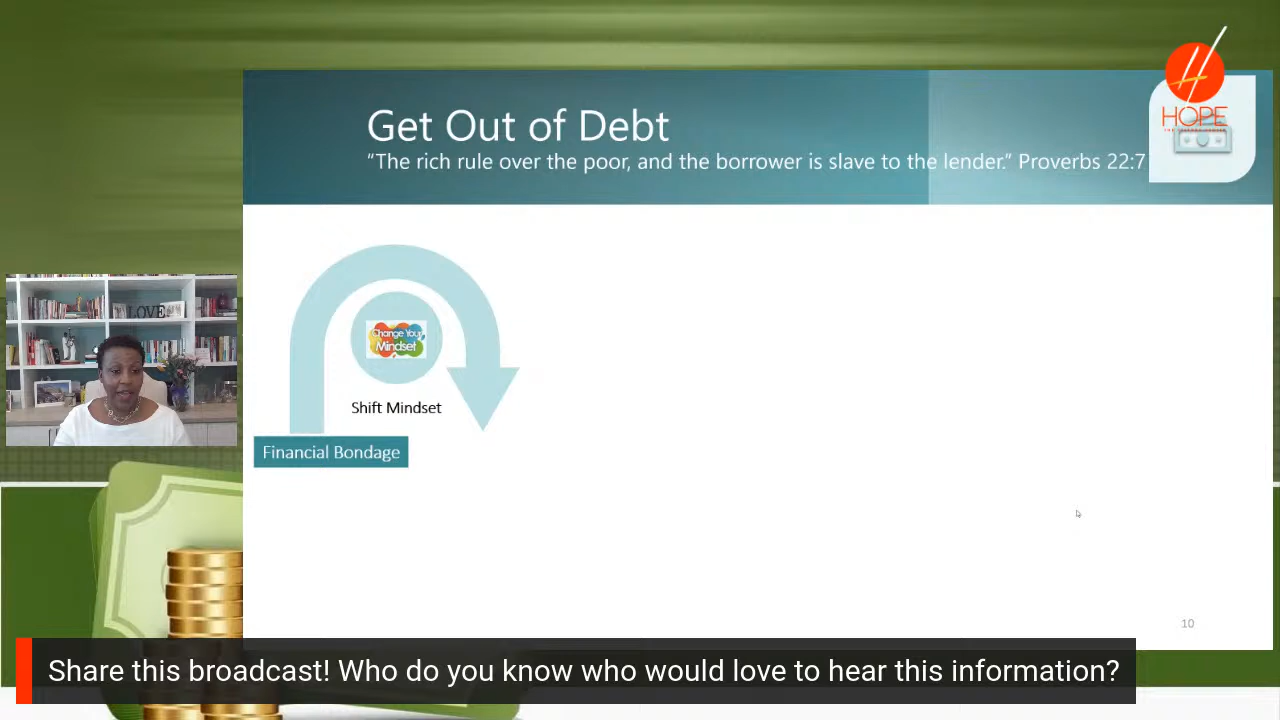 Get Out of Debt
“The rich rule over the poor, and the borrower is slave to the lender.” Proverbs 22:7
HOPE
LOVE
Change Your
Mindset
Shift Mindset
Financial Bondage
10
Share this broadcast! Who do you know who would love to hear this information?